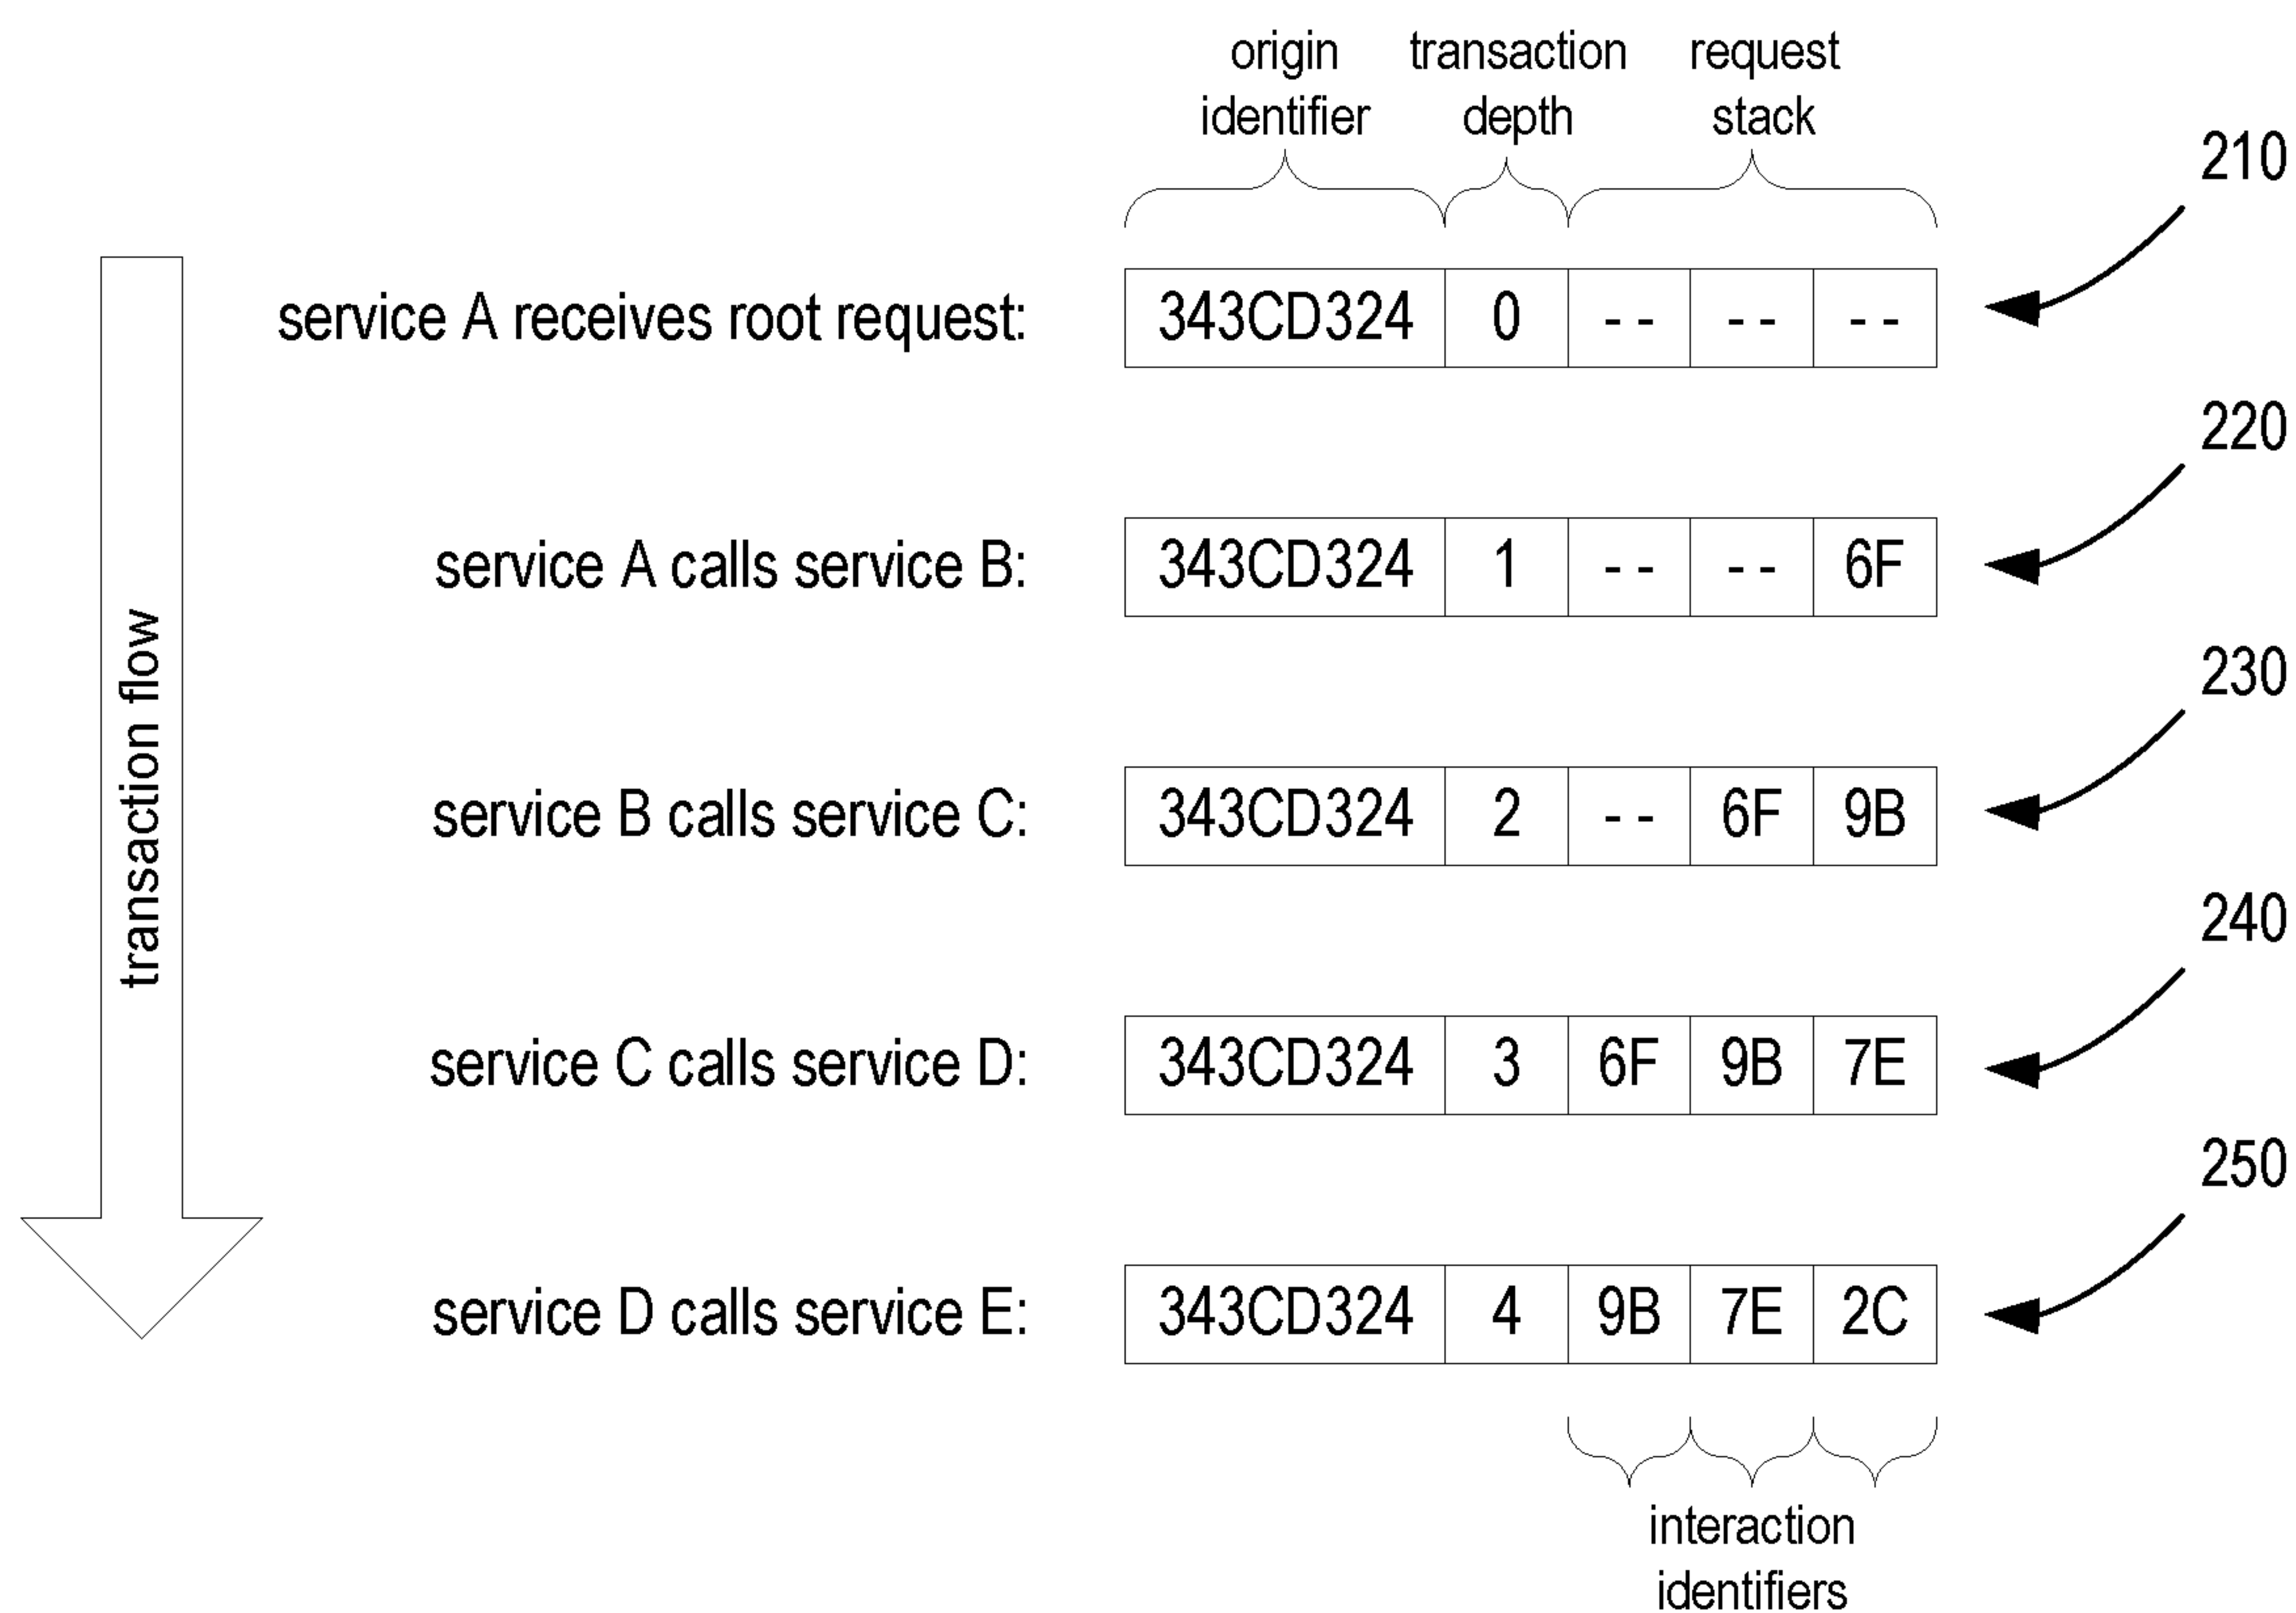 origin transaction request
identifier depth stack
210
service A receives root request: 343CD324 0 -- -- --
220
service A calls service B: 343CD324 1 -- -- 6F
230
service B calls service C: 343CD324 2 -- 6F 9B
240
service C calls service D: 343CD324 3 6F 9B 7E
250
service D calls service E: 343CD324 4 9B 7E 2C
transaction flow
interaction
identifiers